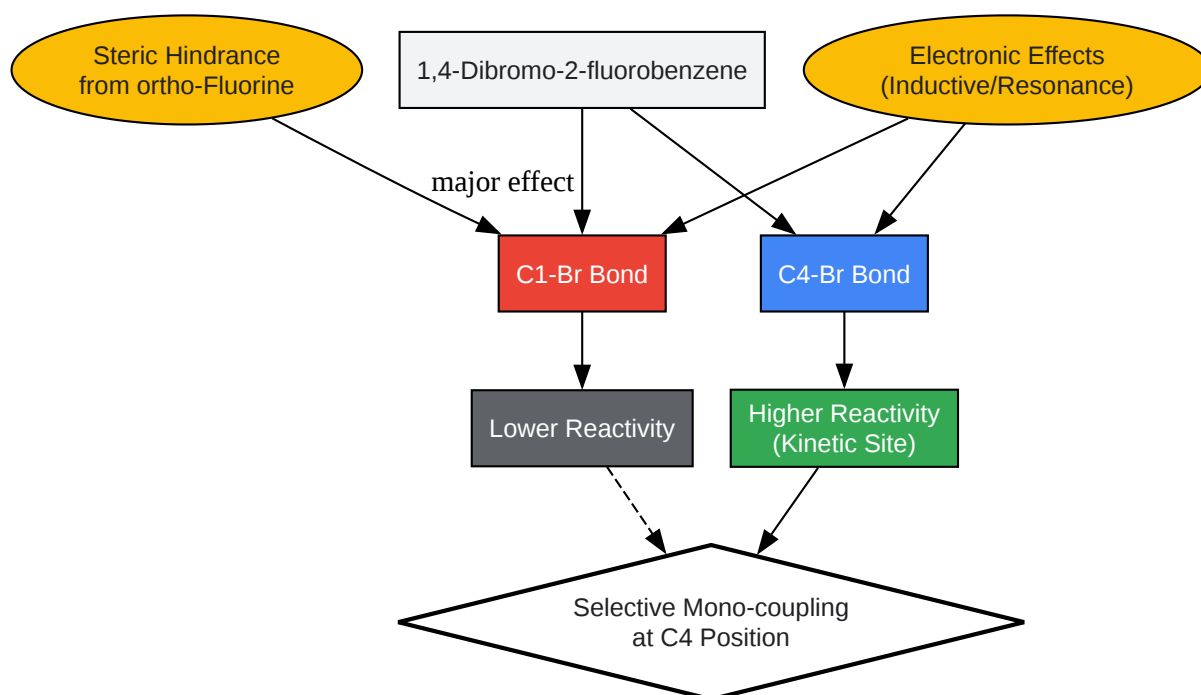 Steric Hindrance
from ortho-Fluorine
1,4-Dibromo-2-fluorobenzene
Electronic Effects
(Inductive/Resonance)
major effect
C1-Br Bond
C4-Br Bond
Lower Reactivity
Higher Reactivity
(Kinetic Site)
Selective Mono-coupling
at C4 Position